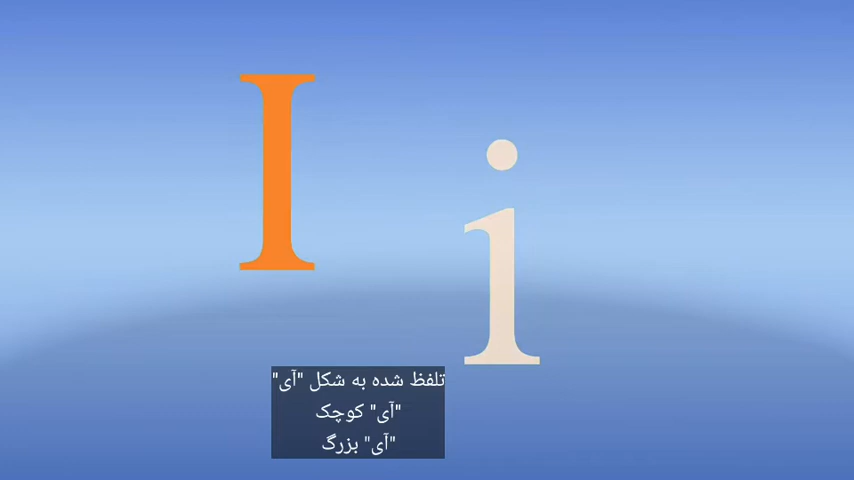 I
i
تلفظ شده به شکل "آی"
"آی" کوچک
"آی" بزرگ